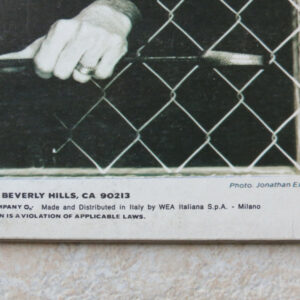 Photo: Jonathan
BEVERLY HILLS, CA 90213
MPANY Made and Distributed in Italy by WEA Italiana S.p.A. - Milano
N IS A VIOLATION OF APPLICABLE LAWS.